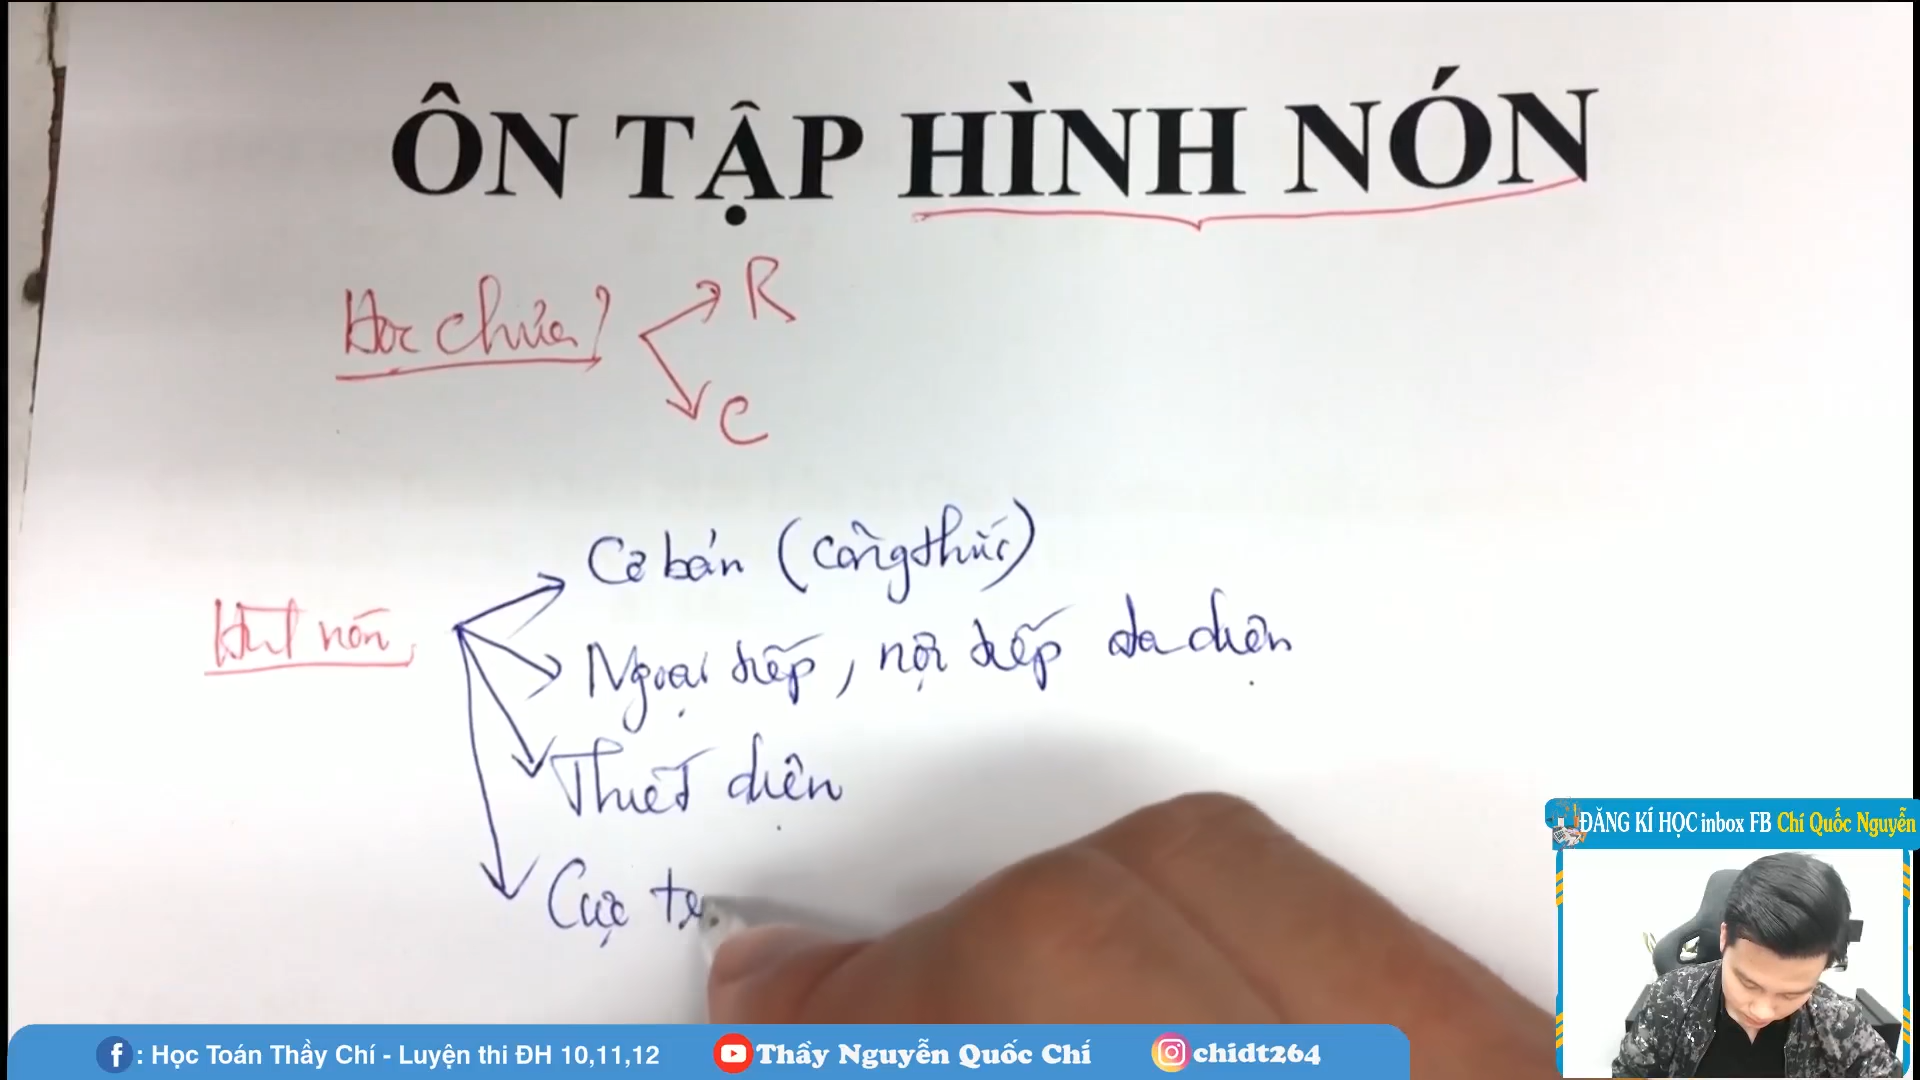 ÔN TẬP HÌNH NÓN
Học chưa?
R
C
Cơ bản (công thức)
Hình nón
Ngoại tiếp, nội tiếp đa diện
Thiết diện
Cực
ĐĂNG KÍ HỌC inbox FB Chí Quốc Nguyễn
: Học Toán Thầy Chí - Luyện thi ĐH 10,11,12
Thầy Nguyễn Quốc Chí
chidt264